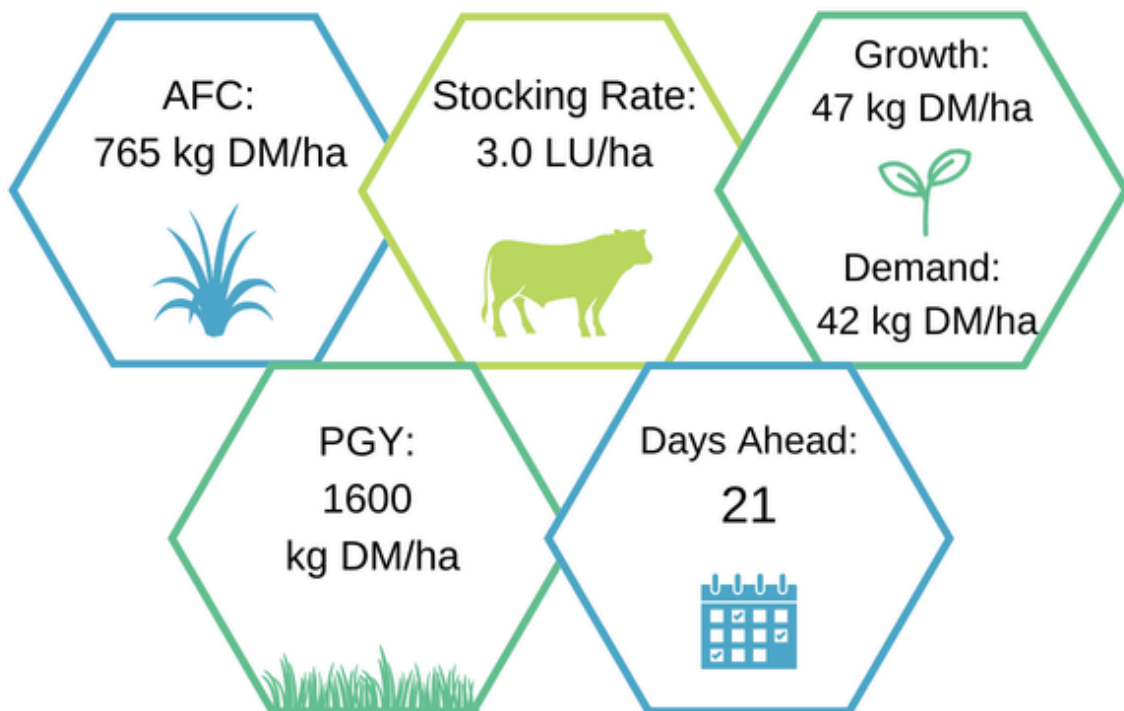 AFC:
765 kg DM/ha
Stocking Rate:
3.0 LU/ha
Growth:
47 kg DM/ha
Demand:
42 kg DM/ha
PGY:
1600
kg DM/ha
Days Ahead:
21